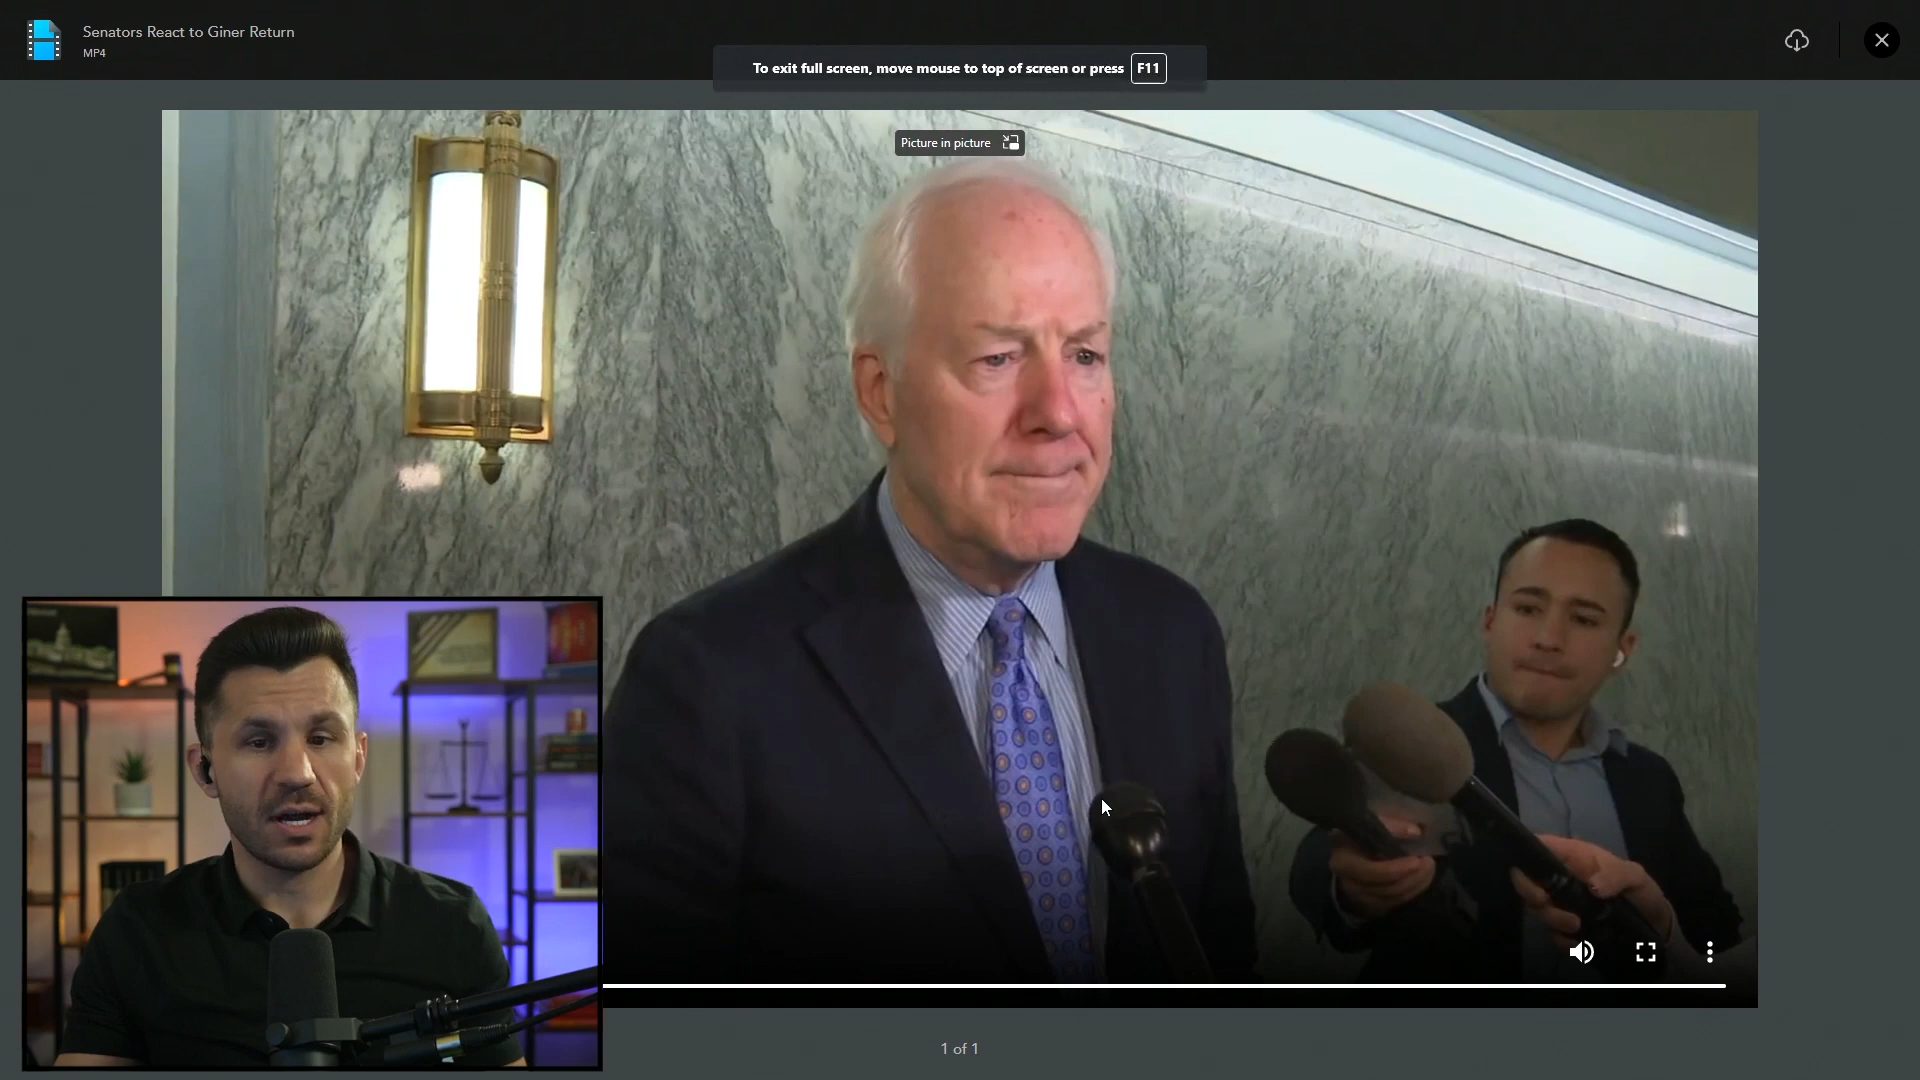 Senators React to Giner Return
MP4
To exit full screen, move mouse to top of screen or press F11
Picture in picture
1 of 1